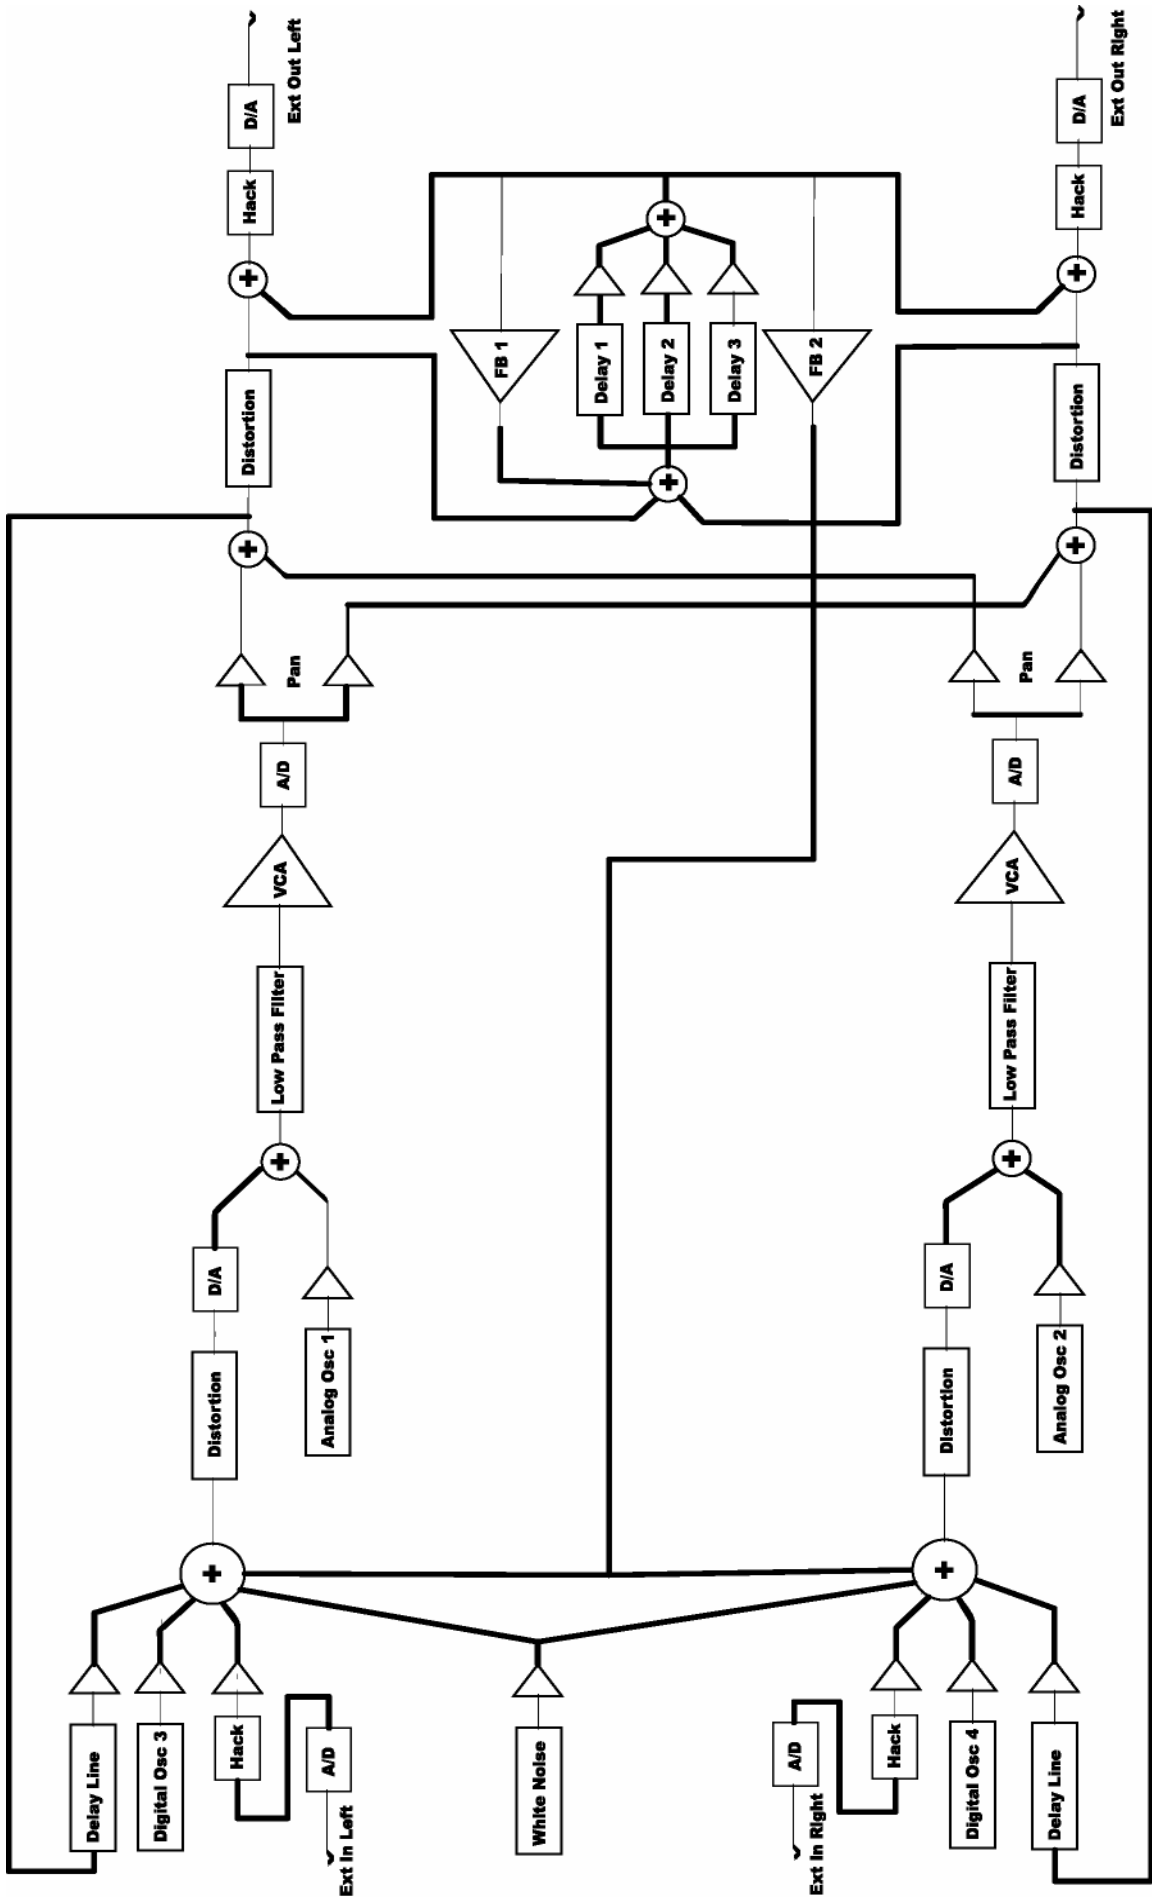 Ext Out Left
Ext Out Right
D/A
D/A
Hack
Hack
+
+
+
FB 1
Delay 1
Delay 2
Delay 3
FB 2
Distortion
Distortion
+
+
+
Pan
Pan
A/D
A/D
VCA
VCA
Low Pass Filter
Low Pass Filter
+
+
D/A
D/A
Distortion
Analog Osc 1
Distortion
Analog Osc 2
+
+
Delay Line
Digital Osc 3
Hack
A/D
Ext In Left
White Noise
A/D
Ext In Right
Hack
Digital Osc 4
Delay Line